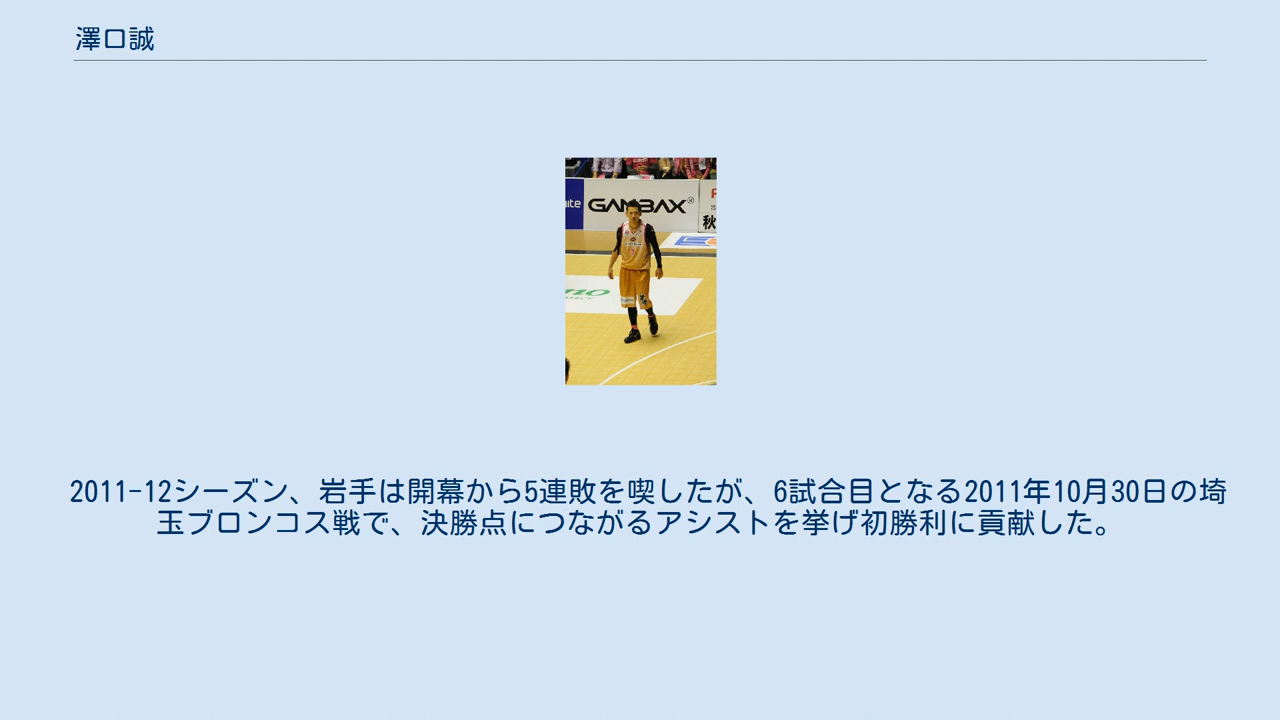 澤口誠
GAMBAX®
秋
2011-12シーズン、岩手は開幕から5連敗を喫したが、6試合目となる2011年10月30日の埼
玉ブロンコス戦で、決勝点につながるアシストを挙げ初勝利に貢献した。